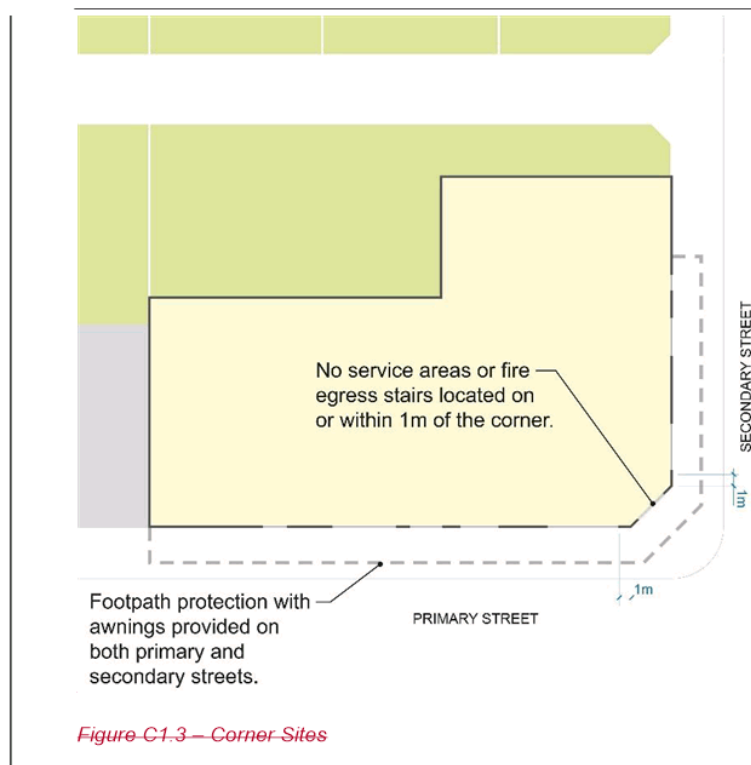 No service areas or fire
egress stairs located on
or within 1m of the corner.
SECONDARY STREET
1m
1m
Footpath protection with
awnings provided on
both primary and
secondary streets.
PRIMARY STREET
Figure C1.3 – Corner Sites